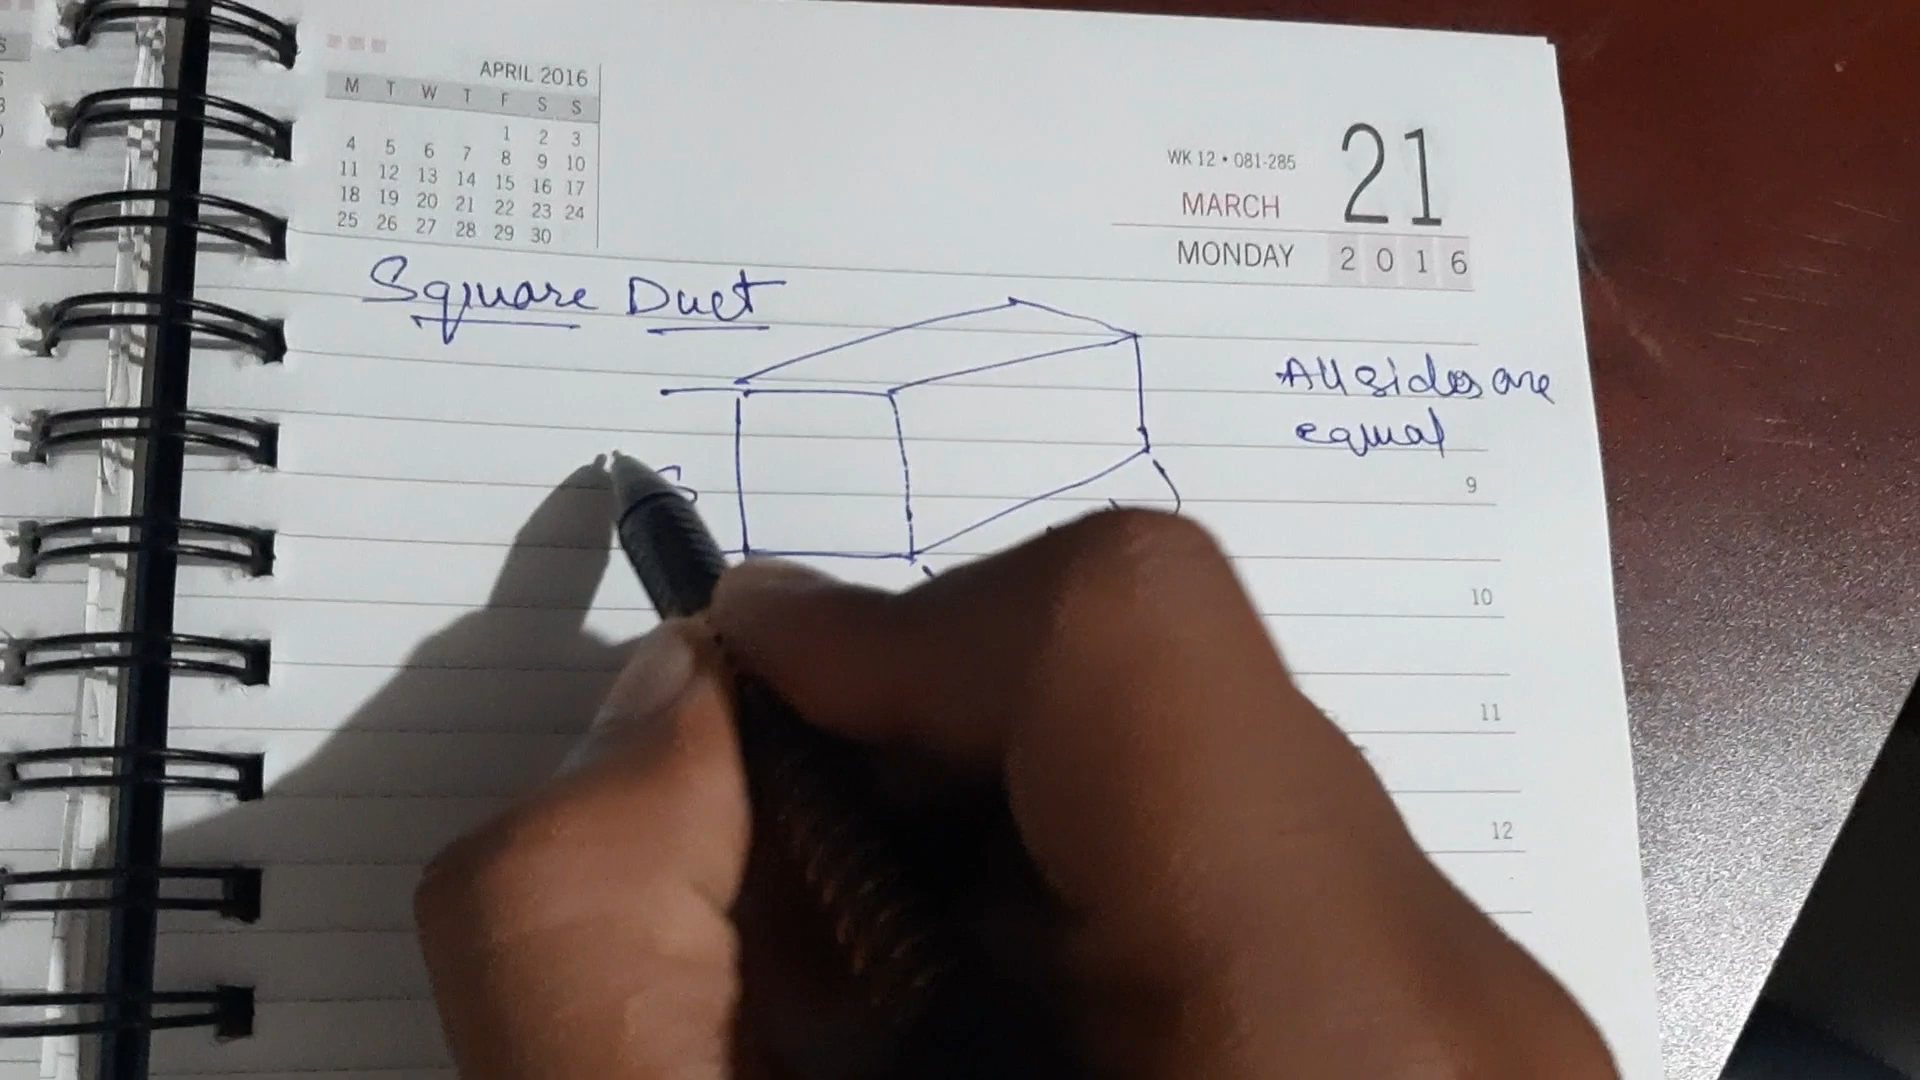 APRIL 2016
M T W T F S S
1 2 3
4 5 6 7 8 9 10
11 12 13 14 15 16 17
18 19 20 21 22 23 24
25 26 27 28 29 30
WK 12 • 081-285
21
MARCH
MONDAY 2016
Square Duct
All sides are
equal
9
10
11
12